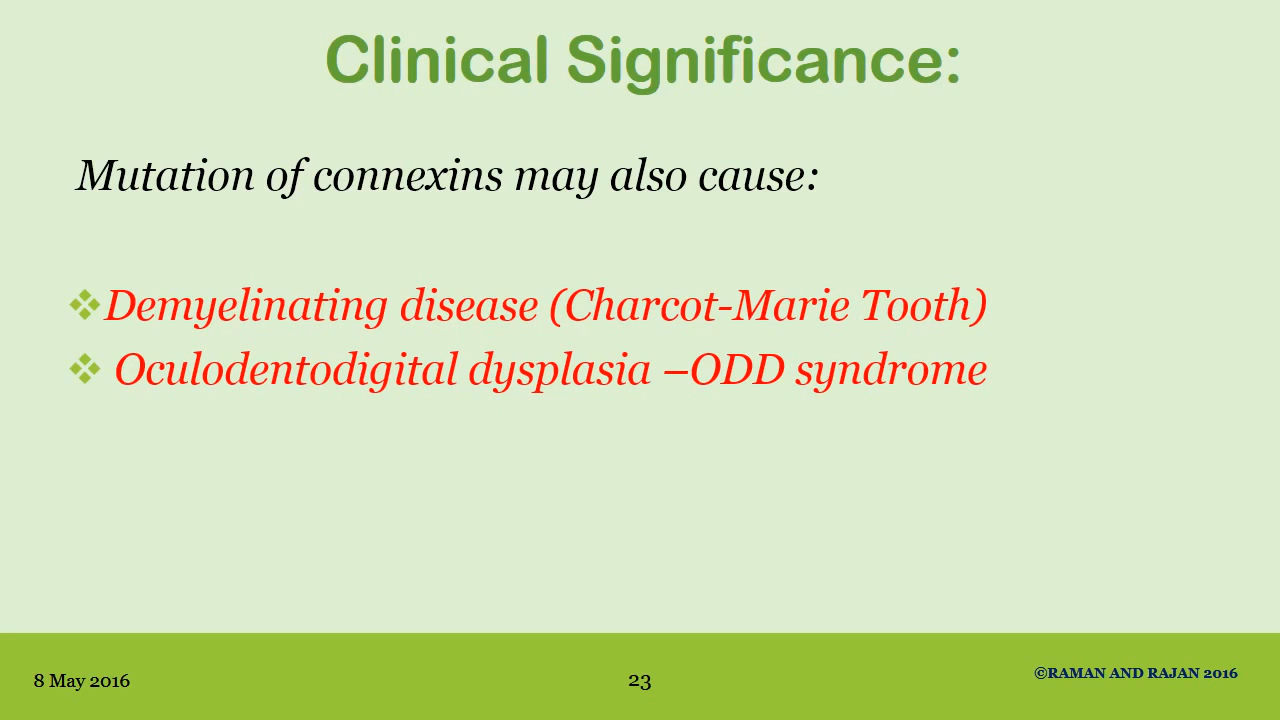 Clinical Significance:
Mutation of connexins may also cause:
❖Demyelinating disease (Charcot-Marie Tooth)
❖ Oculodentodigital dysplasia –ODD syndrome
8 May 2016
23
©RAMAN AND RAJAN 2016